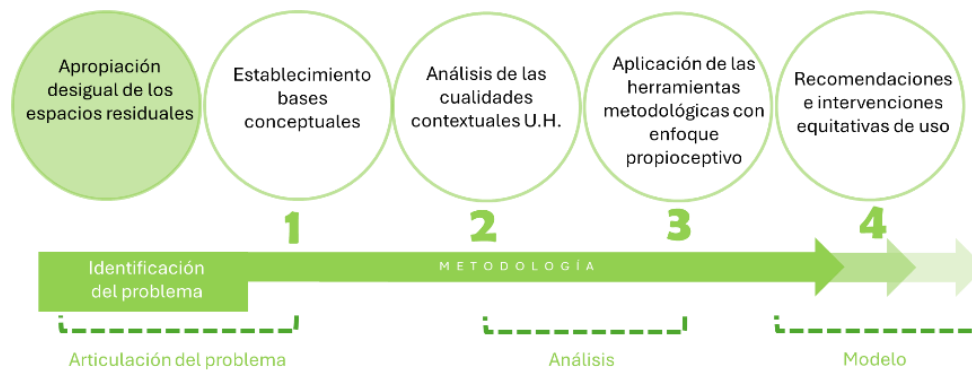 Apropiación
desigual de los
espacios residuales
Establecimiento
bases
conceptuales
Análisis de las
cualidades
contextuales U.H.
Aplicación de las
herramientas
metodológicas con
enfoque
propioceptivo
Recomendaciones
e intervenciones
equitativas de uso
1
2
3
4
Identificación
del problema
METODOLOGÍA
Articulación del problema
Análisis
Modelo